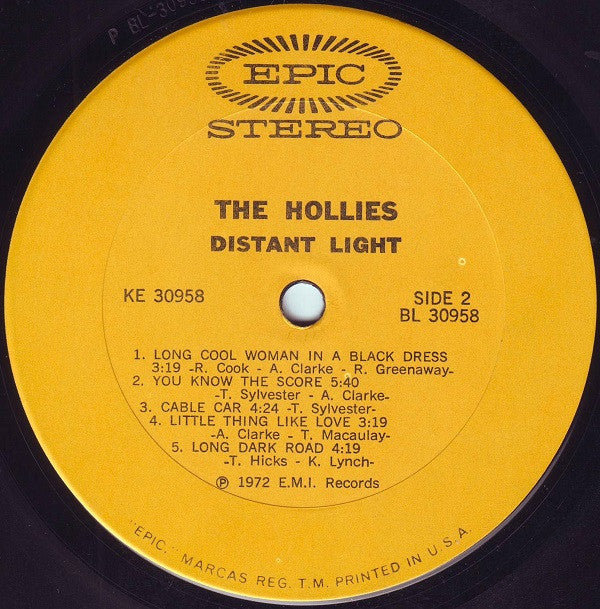 P BL-3095
EPIC
STEREO
THE HOLLIES
DISTANT LIGHT
KE 30958
SIDE 2
BL 30958
1. LONG COOL WOMAN IN A BLACK DRESS
3:19 -R. Cook - A. Clarke - R. Greenaway-
2. YOU KNOW THE SCORE 5:40
-T. Sylvester - A. Clarke-
3. CABLE CAR 4:24 -T. Sylvester-
4. LITTLE THING LIKE LOVE 3:19
-A. Clarke - T. Macaulay-
5. LONG DARK ROAD 4:19
-T. Hicks - K. Lynch-
℗ 1972 E.M.I. Records
"EPIC," MARCAS REG. T.M. PRINTED IN U.S.A.